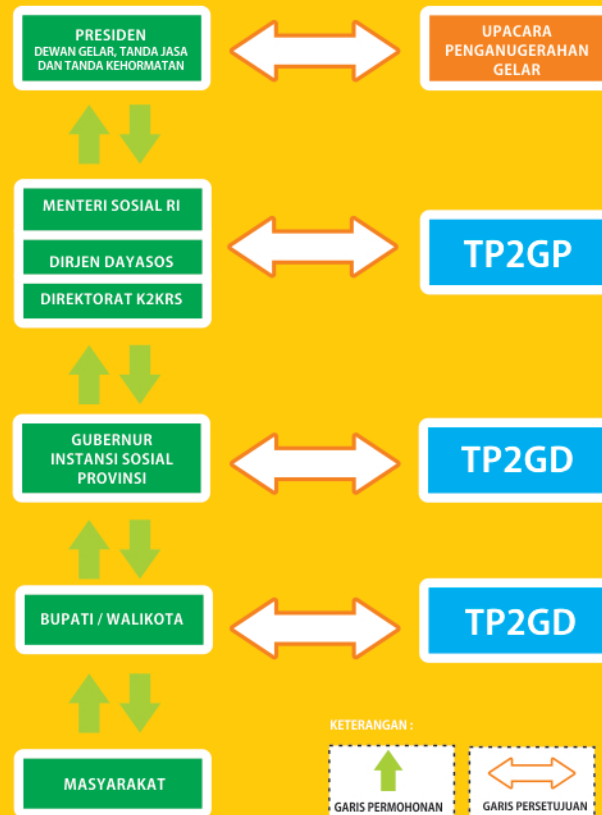 PRESIDEN
DEWAN GELAR, TANDA JASA
DAN TANDA KEHORMATAN
UPACARA
PENGANUGERAHAN
GELAR
MENTERI SOSIAL RI
DIRJEN DAYASOS
DIREKTORAT K2KRS
TP2GP
GUBERNUR
INSTANSI SOSIAL
PROVINSI
TP2GD
BUPATI / WALIKOTA
TP2GD
MASYARAKAT
KETERANGAN :
GARIS PERMOHONAN
GARIS PERSETUJUAN